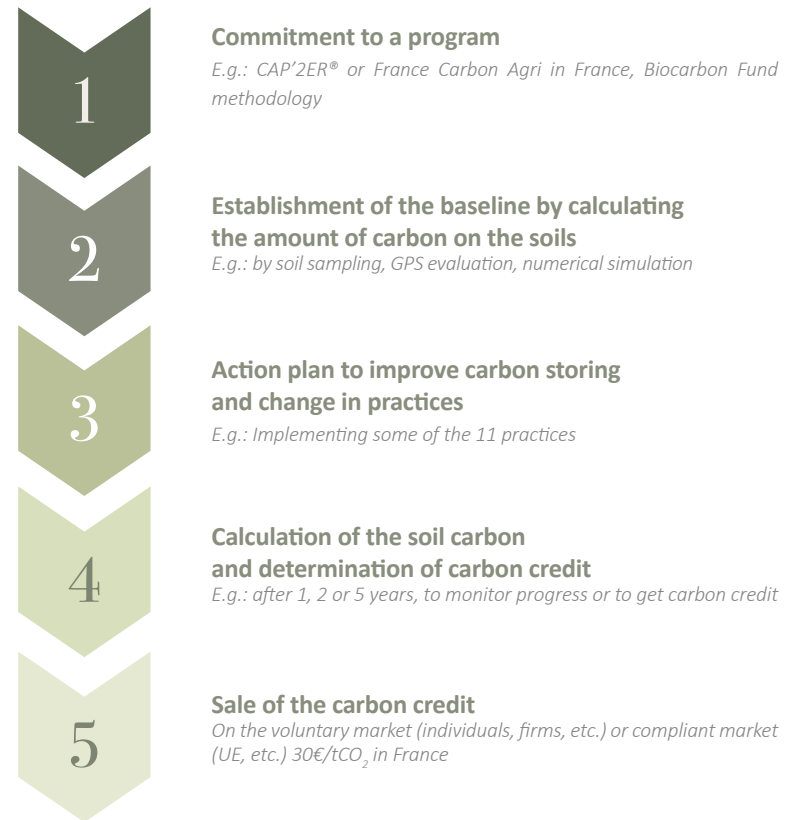 1
Commitment to a program
E.g.: CAP'2ER® or France Carbon Agri in France, Biocarbon Fund
methodology
2
Establishment of the baseline by calculating
the amount of carbon on the soils
E.g.: by soil sampling, GPS evaluation, numerical simulation
3
Action plan to improve carbon storing
and change in practices
E.g.: Implementing some of the 11 practices
4
Calculation of the soil carbon
and determination of carbon credit
E.g.: after 1, 2 or 5 years, to monitor progress or to get carbon credit
5
Sale of the carbon credit
On the voluntary market (individuals, firms, etc.) or compliant market
(UE, etc.) 30€/tCO₂ in France